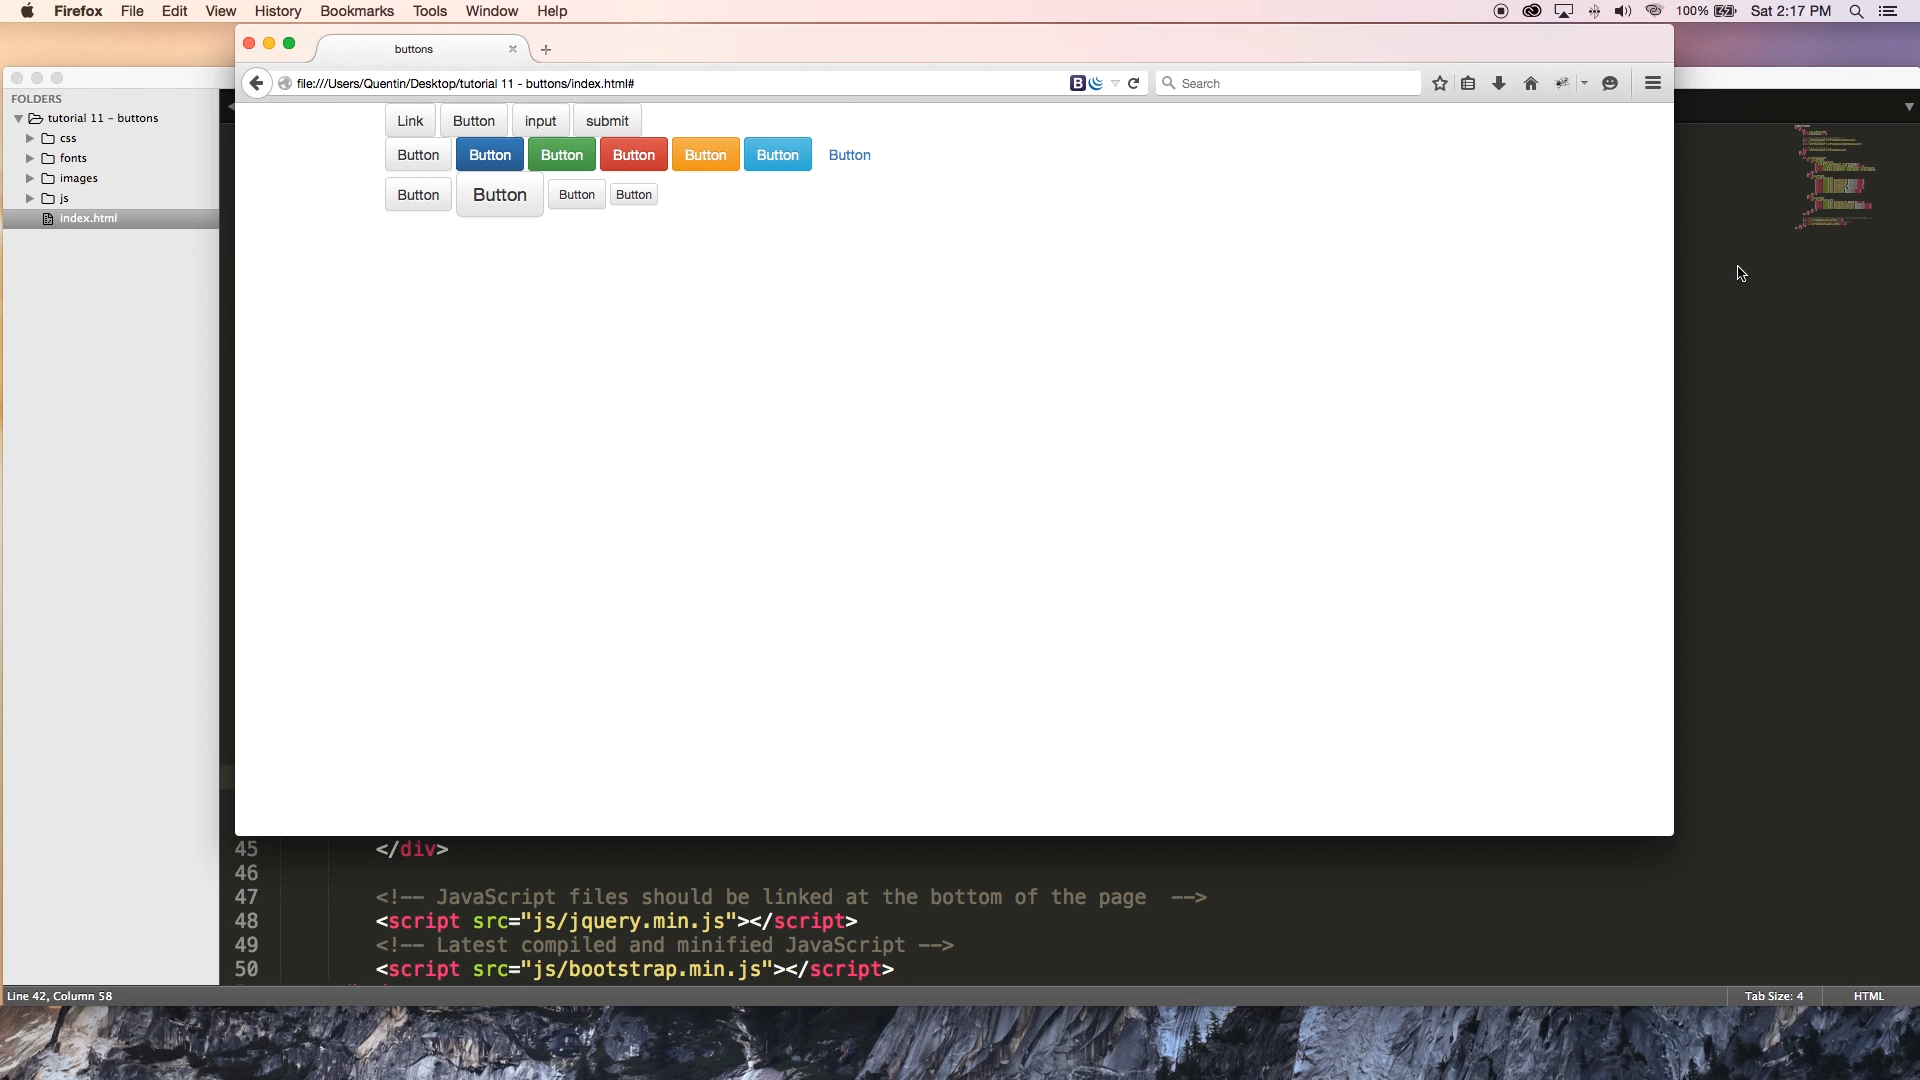 Firefox File Edit View History Bookmarks Tools Window Help 100% Sat 2:17 PM
buttons
file:///Users/Quentin/Desktop/tutorial 11 - buttons/index.html# B Search
FOLDERS
tutorial 11 - buttons
css
fonts
images
js
index.html
Link Button input submit
Button Button Button Button Button Button Button
Button Button Button Button
45 </div>
46
47 <!-- JavaScript files should be linked at the bottom of the page -->
48 <script src="js/jquery.min.js"></script>
49 <!-- Latest compiled and minified JavaScript -->
50 <script src="js/bootstrap.min.js"></script>
Line 42, Column 58 Tab Size: 4 HTML